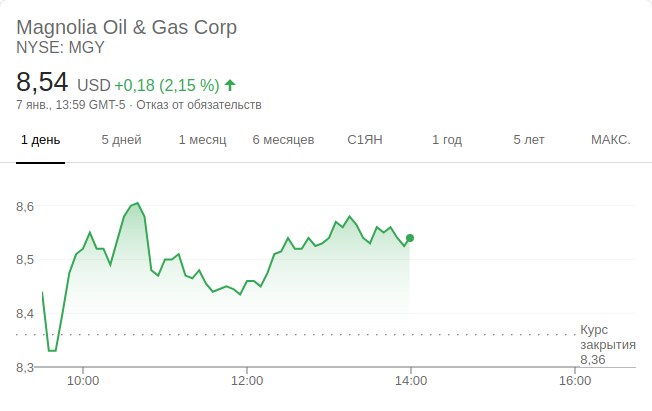 Magnolia Oil & Gas Corp
NYSE: MGY
8,54 USD +0,18 (2,15 %)
7 янв., 13:59 GMT-5 · Отказ от обязательств
1 день 5 дней 1 месяц 6 месяцев С1ЯН 1 год 5 лет МАКС.
8,6
8,5
8,4
8,3
Курс
закрытия
8,36
10:00 12:00 14:00 16:00